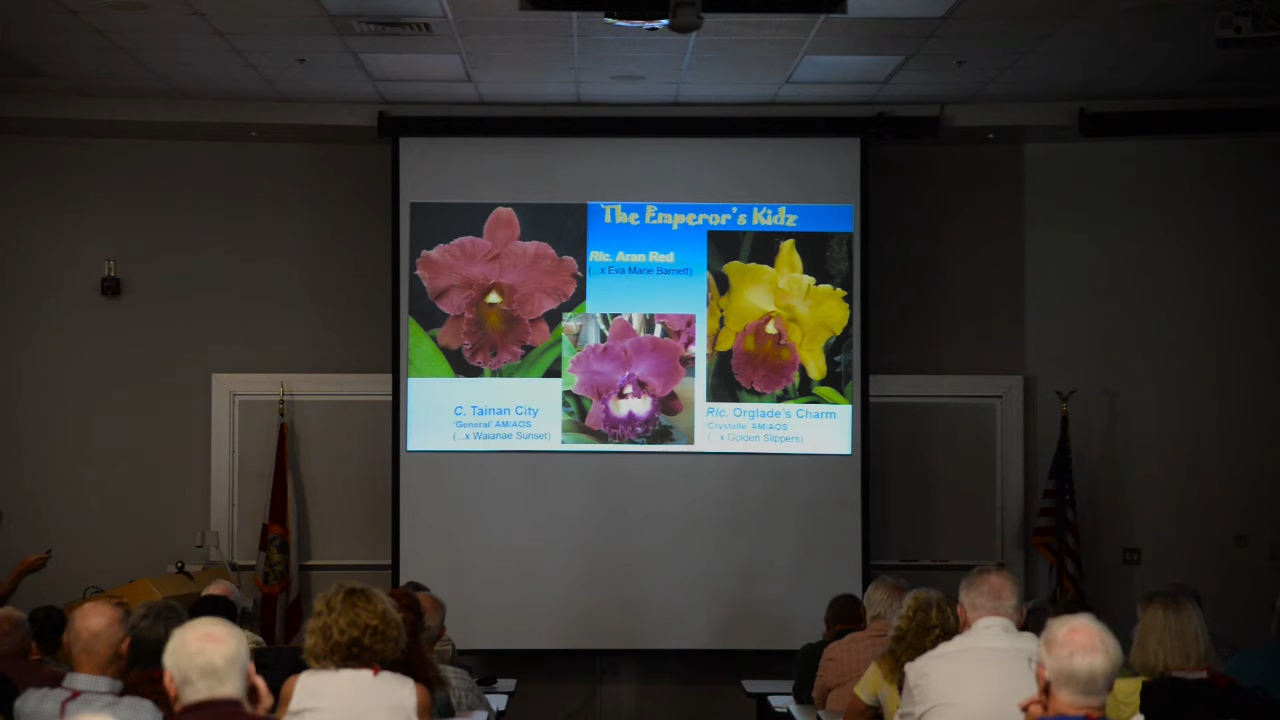 The Emperor's Kidz
Rlc. Aran Red
(...x Eva Marie Barnett)
C. Tainan City
'General' AM/AOS
(...x Waianae Sunset)
Rlc. Orglade's Charm
'Crystelle' AM/AOS
(...x Golden Slippers)